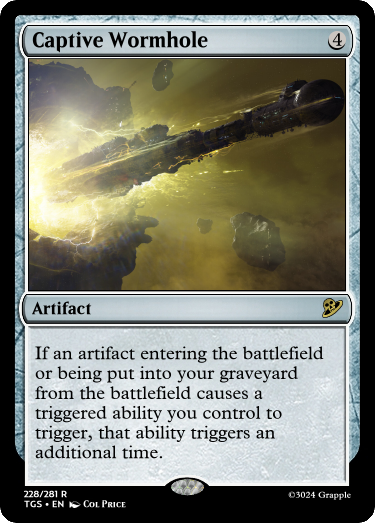 Captive Wormhole 4
Artifact
If an artifact entering the battlefield
or being put into your graveyard
from the battlefield causes a
triggered ability you control to
trigger, that ability triggers an
additional time.
228/281 R
TGS • EN Col Price
©3024 Grapple